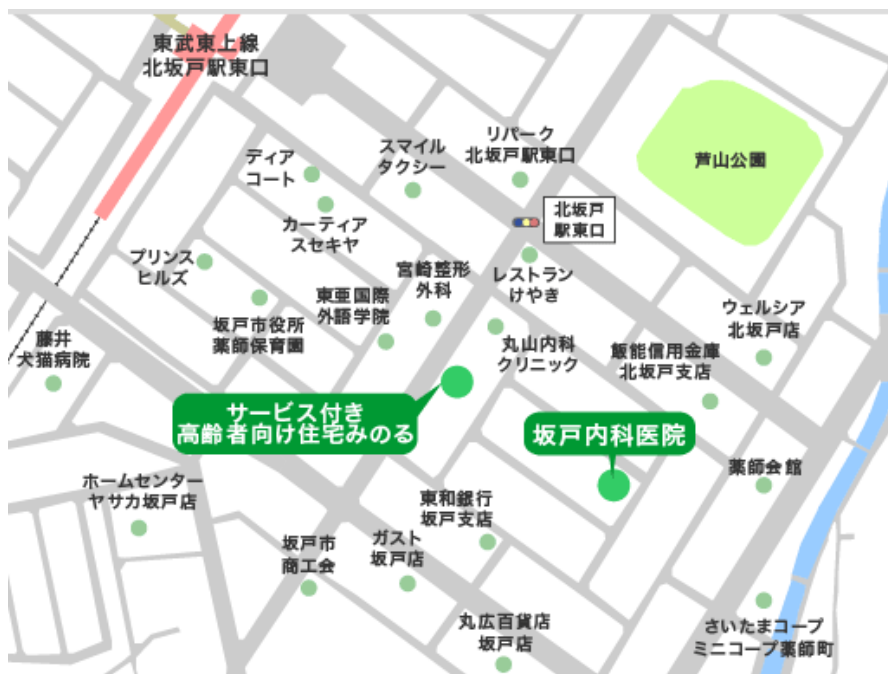 東武東上線
北坂戸駅東口
リパーク
北坂戸駅東口
スマイル
タクシー
ディア
コート
芦山公園
北坂戸
駅東口
カーティア
スセキヤ
プリンス
ヒルズ
宮崎整形
外科
レストラン
けやき
東亜国際
外語学院
坂戸市役所
薬師保育園
ウェルシア
北坂戸店
藤井
犬猫病院
丸山内科
クリニック
飯能信用金庫
北坂戸支店
サービス付き
高齢者向け住宅みのる
坂戸内科医院
薬師会館
ホームセンター
ヤサカ坂戸店
東和銀行
坂戸支店
坂戸市
商工会
ガスト
坂戸店
丸広百貨店
坂戸店
さいたまコープ
ミニコープ薬師町